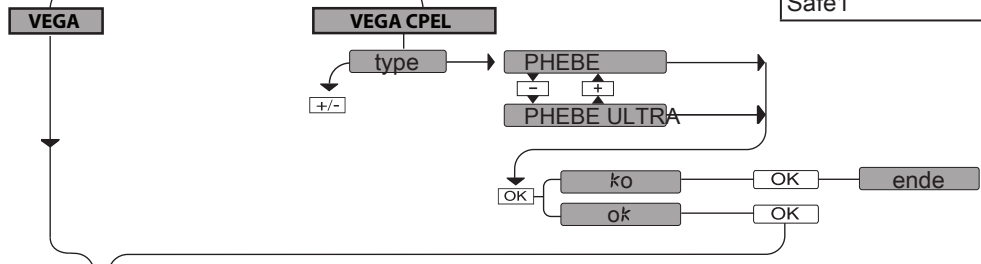 Safe1
VEGA
VEGA CPEL
type
PHEBE
+/-
- +
PHEBE ULTRA
OK
ko
OK
ende
ok
OK